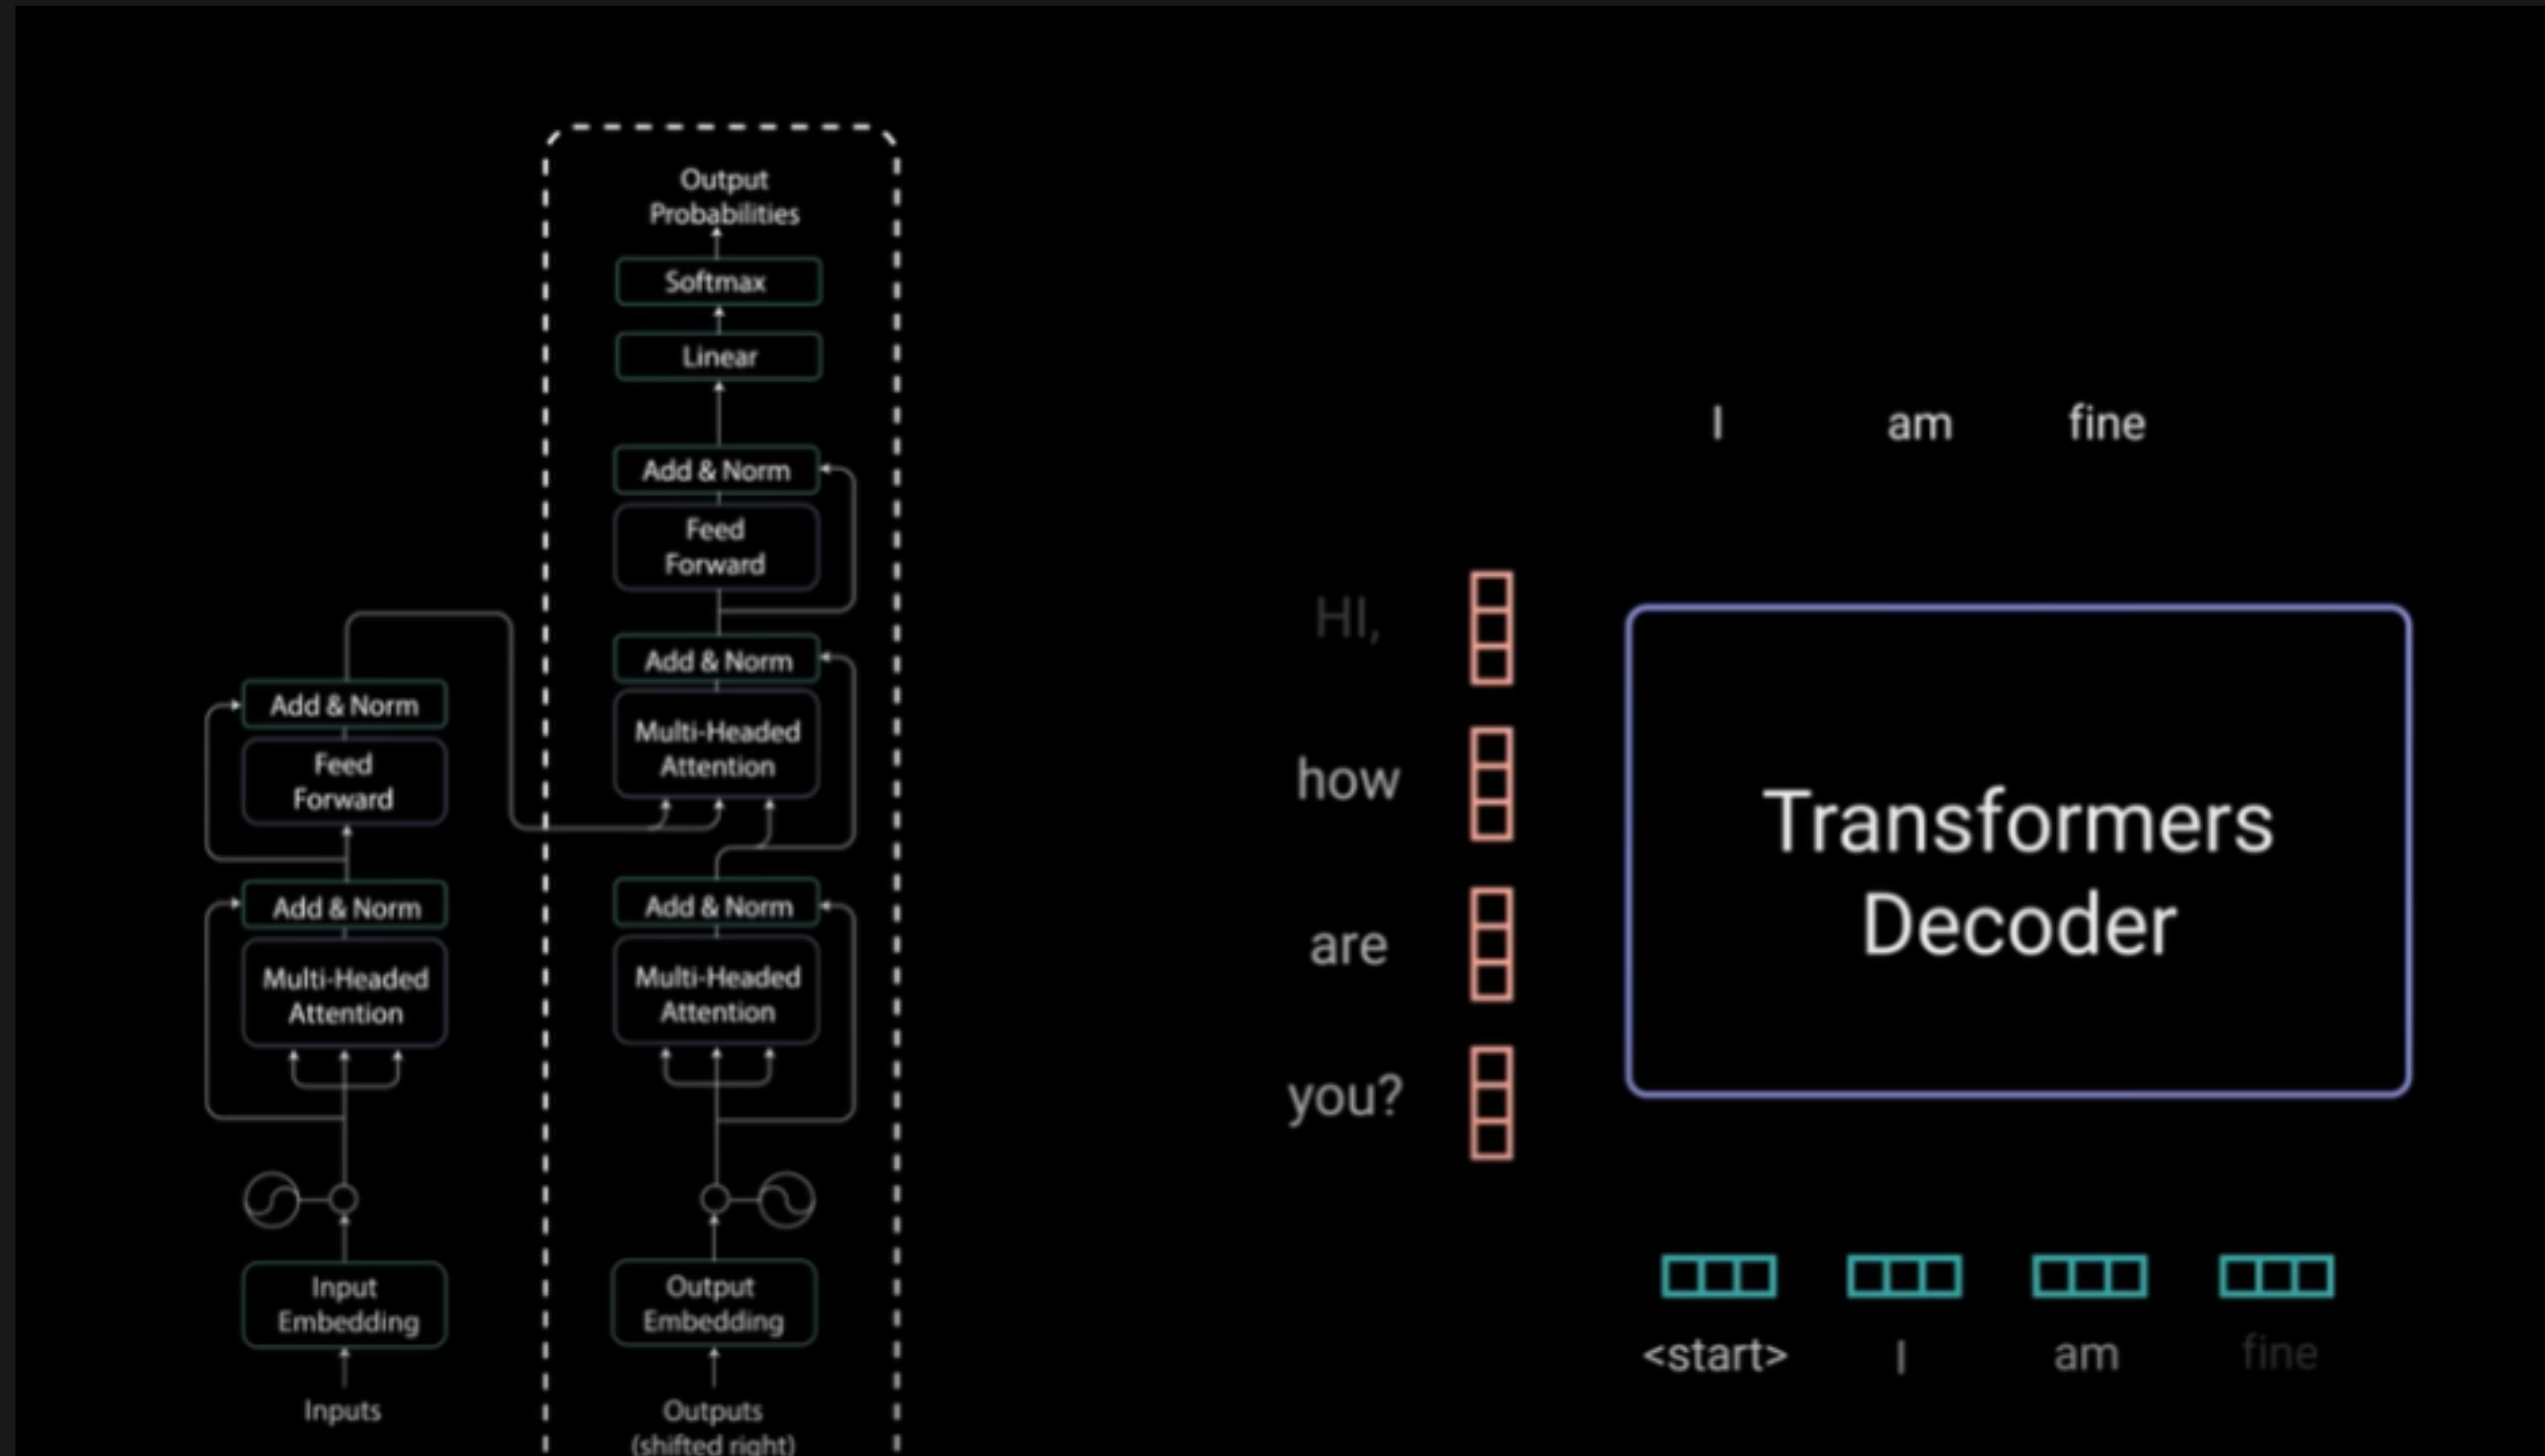 Output
Probabilities
Softmax
Linear
Add & Norm
Feed
Forward
Add & Norm
Multi-Headed
Attention
Add & Norm
Multi-Headed
Attention
Output
Embedding
Outputs
(shifted right)
Add & Norm
Feed
Forward
Add & Norm
Multi-Headed
Attention
Input
Embedding
Inputs
I am fine
HI,
how
are
you?
Transformers
Decoder
<start> I am fine